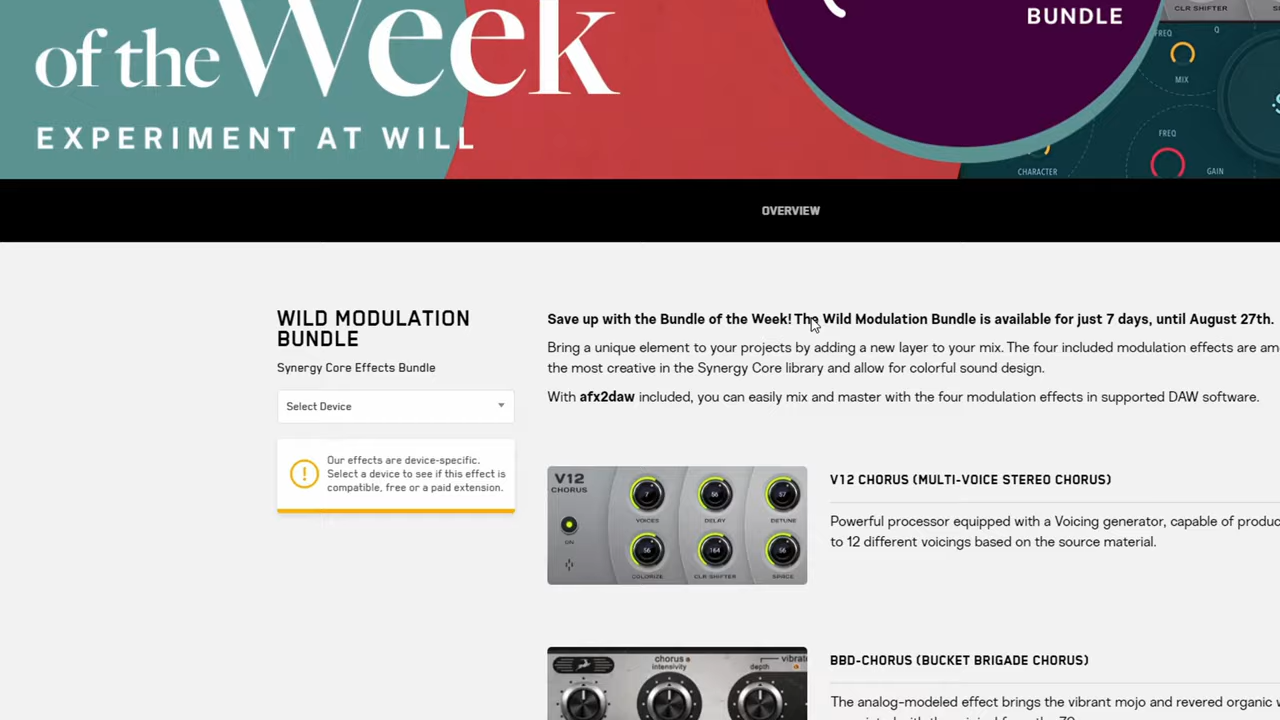 of the Week
BUNDLE
EXPERIMENT AT WILL
CLR SHIFTER
FREQ
Q
MIX
FREQ
GAIN
CHARACTER
OVERVIEW
WILD MODULATION
BUNDLE
Synergy Core Effects Bundle
Select Device
Our effects are device-specific.
Select a device to see if this effect is
compatible, free or a paid extension.
Save up with the Bundle of the Week! The Wild Modulation Bundle is available for just 7 days, until August 27th.
Bring a unique element to your projects by adding a new layer to your mix. The four included modulation effects are am
the most creative in the Synergy Core library and allow for colorful sound design.
With afx2daw included, you can easily mix and master with the four modulation effects in supported DAW software.
V12
CHORUS
ON
7
56
57
VOICES
DELAY
DETUNE
56
164
56
COLORIZE
CLR SHIFTER
SPACE
V12 CHORUS (MULTI-VOICE STEREO CHORUS)
Powerful processor equipped with a Voicing generator, capable of produc
to 12 different voicings based on the source material.
chorus
intensivity
depth
vibrat
BBD-CHORUS (BUCKET BRIGADE CHORUS)
The analog-modeled effect brings the vibrant mojo and revered organic